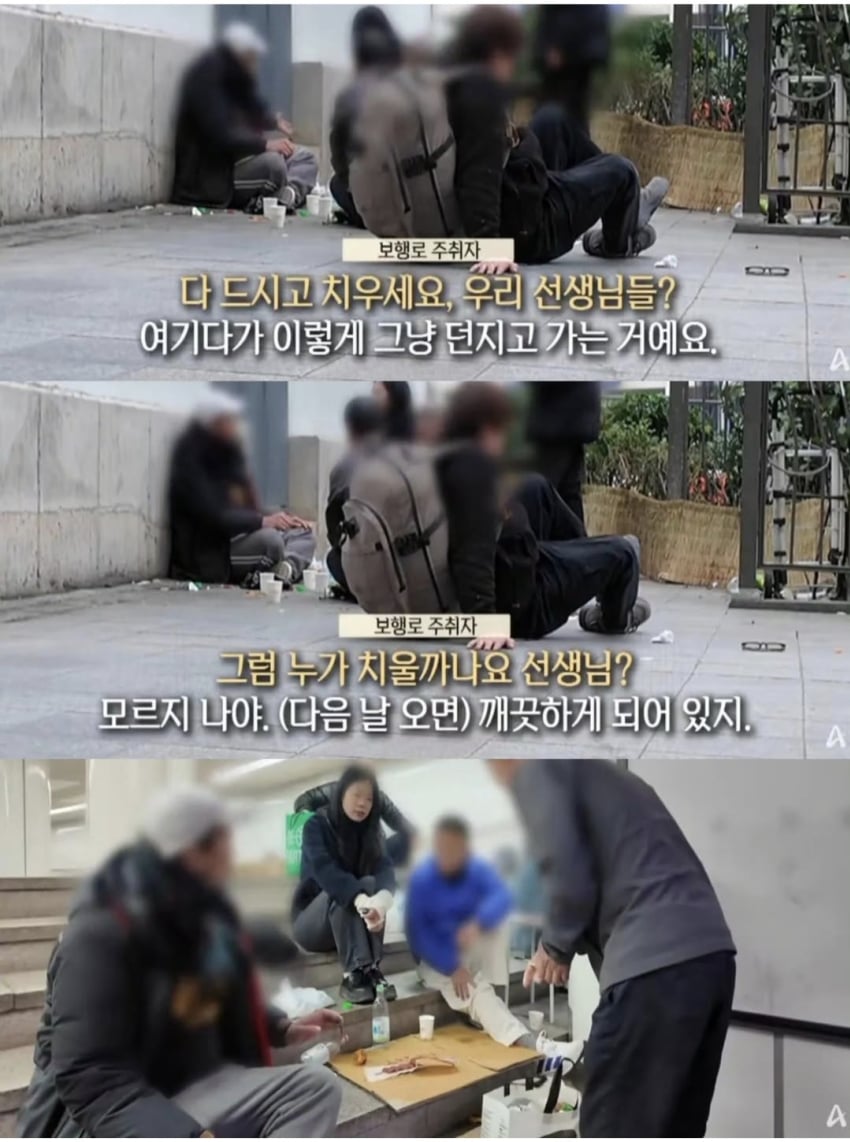 보행로 주취자
다 드시고 치우세요, 우리 선생님들?
여기다가 이렇게 그냥 던지고 가는 거예요.
A
보행로 주취자
그럼 누가 치울까나요 선생님?
모르지 나야. (다음 날 오면) 깨끗하게 되어 있지.
A
A